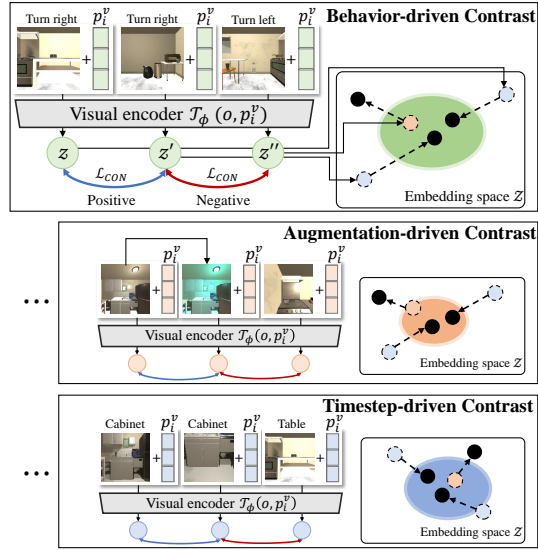 Behavior-driven Contrast
Turn right
Turn right
Turn left
+ p_i^v
+ p_i^v
+ p_i^v
Visual encoder 𝒯_ϕ (o, p_i^v)
z
z′
z′′
ℒ_CON
ℒ_CON
Positive
Negative
Embedding space 𝒵
Augmentation-driven Contrast
...
+ p_i^v
+ p_i^v
+ p_i^v
Visual encoder 𝒯_ϕ(o, p_i^v)
Embedding space 𝒵
Timestep-driven Contrast
...
Cabinet
Cabinet
Table
+ p_i^v
+ p_i^v
+ p_i^v
Visual encoder 𝒯_ϕ(o, p_i^v)
Embedding space 𝒵